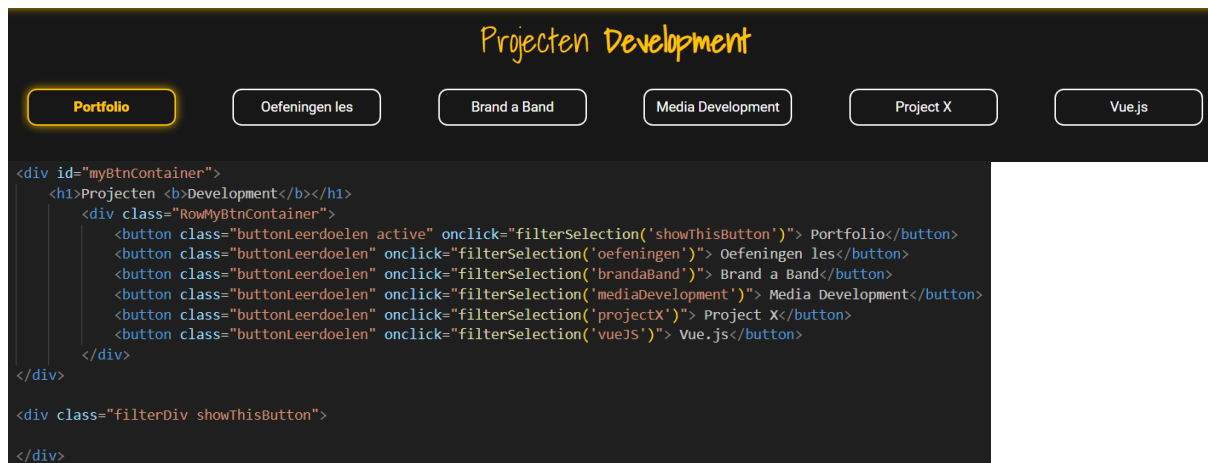 Projecten Development
Portfolio Oefeningen les Brand a Band Media Development Project X Vue.js
<div id="myBtnContainer">
<h1>Projecten <b>Development</b></h1>
<div class="RowMyBtnContainer">
<button class="buttonLeerdoelen active" onclick="filterSelection('showThisButton')"> Portfolio</button>
<button class="buttonLeerdoelen" onclick="filterSelection('oefeningen')"> Oefeningen les</button>
<button class="buttonLeerdoelen" onclick="filterSelection('brandaBand')"> Brand a Band</button>
<button class="buttonLeerdoelen" onclick="filterSelection('mediaDevelopment')"> Media Development</button>
<button class="buttonLeerdoelen" onclick="filterSelection('projectX')"> Project X</button>
<button class="buttonLeerdoelen" onclick="filterSelection('vueJS')"> Vue.js</button>
</div>
</div>
<div class="filterDiv showThisButton">
</div>